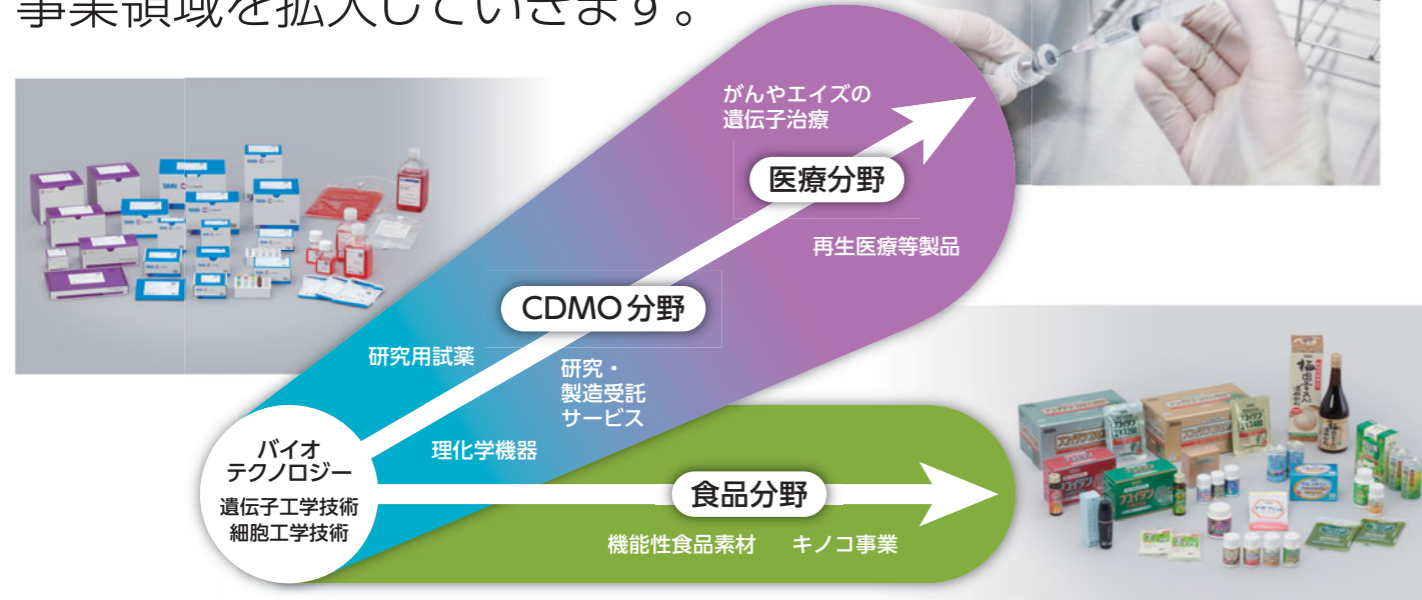 事業領域を拡大していきます。
がんやエイズの
遺伝子治療
医療分野
再生医療等製品
CDMO分野
研究用試薬
研究・
製造受託
サービス
理化学機器
バイオ
テクノロジー
遺伝子工学技術
細胞工学技術
食品分野
機能性食品素材
キノコ事業